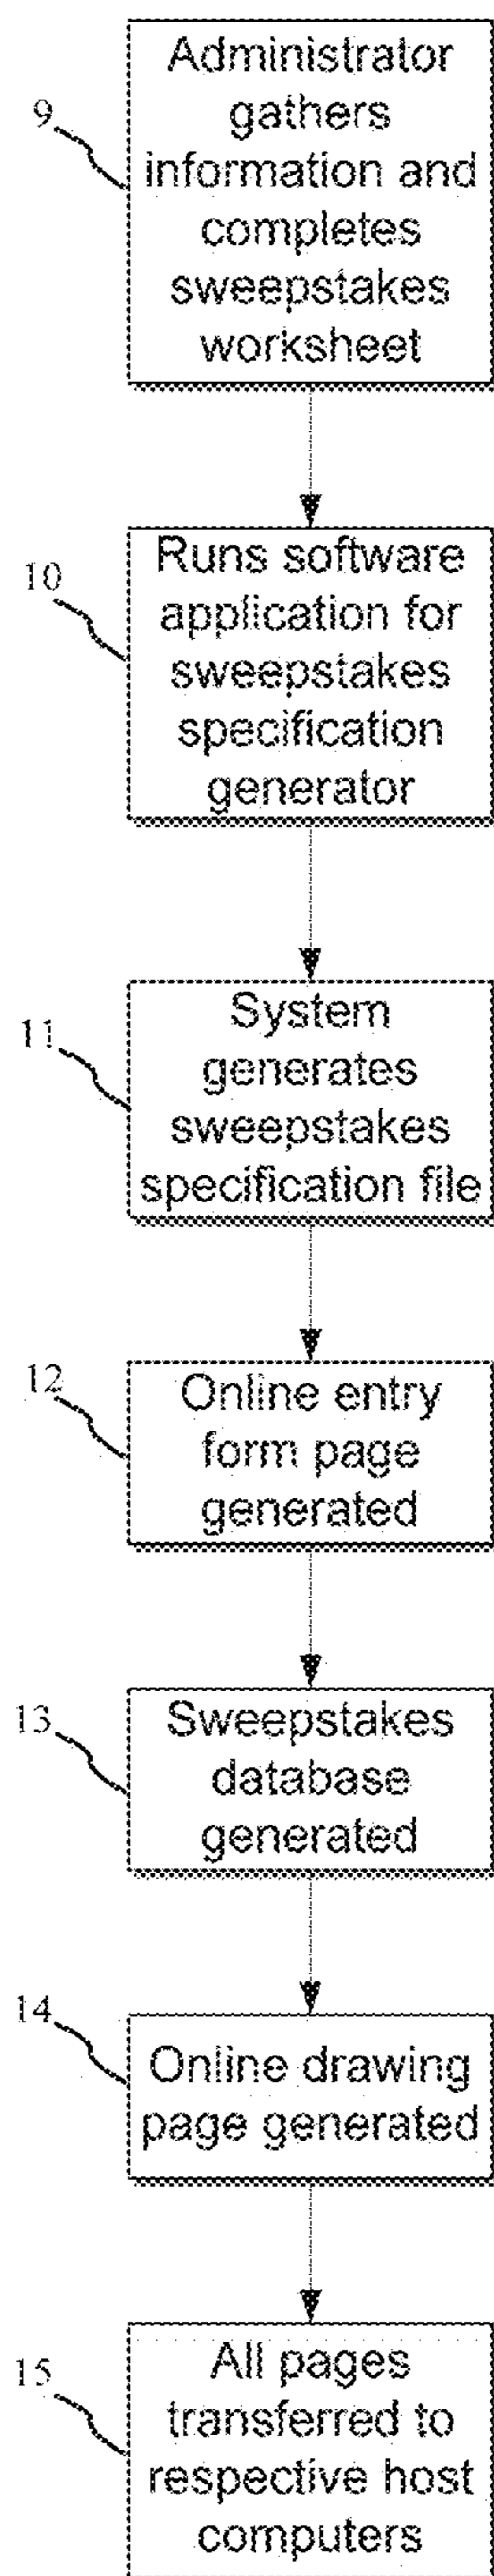 9
Administrator
gathers
information and
completes
sweepstakes
worksheet
10
Runs software
application for
sweepstakes
specification
generator
11
System
generates
sweepstakes
specification file
12
Online entry
form page
generated
13
Sweepstakes
database
generated
14
Online drawing
page generated
15
All pages
transferred to
respective host
computers